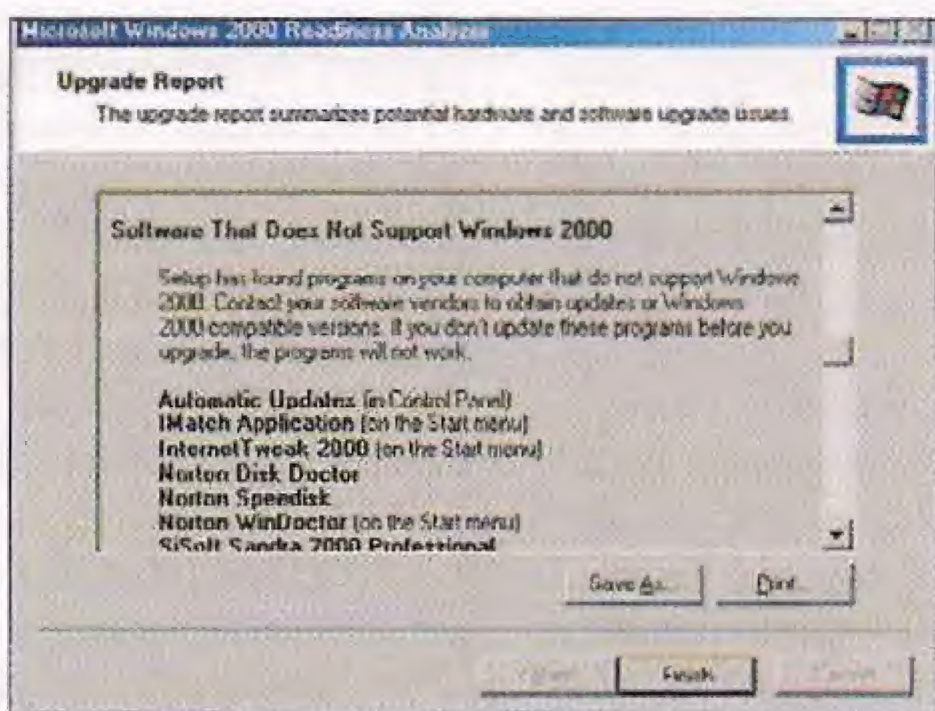 Microsoft Windows 2000 Readiness Analyzer
Upgrade Report
The upgrade report summarizes potential hardware and software upgrade issues.
Software That Does Not Support Windows 2000
Setup has found programs on your computer that do not support Windows
2000. Contact your software vendors to obtain updates or Windows
2000 compatible versions. If you don't update these programs before you
upgrade, the programs will not work.
Automatic Updates (in Control Panel)
IMatch Application (on the Start menu)
InternetTweak 2000 (on the Start menu)
Norton Disk Doctor
Norton Speedisk
Norton WinDoctor (on the Start menu)
SiSoft Sandra 2000 Professional
Save As...
Print...
Finish